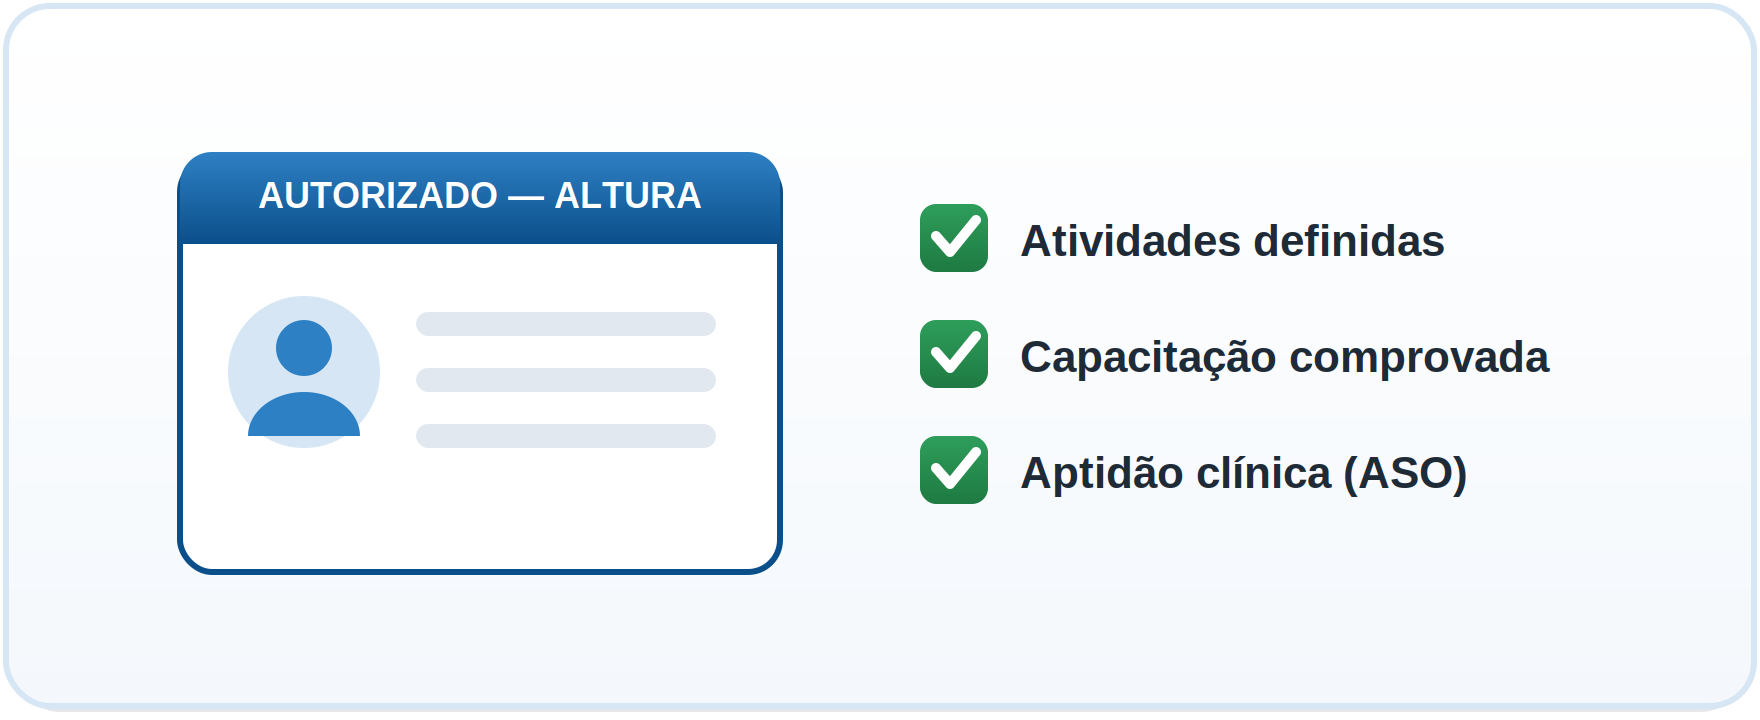 AUTORIZADO — ALTURA
Atividades definidas
Capacitação comprovada
Aptidão clínica (ASO)